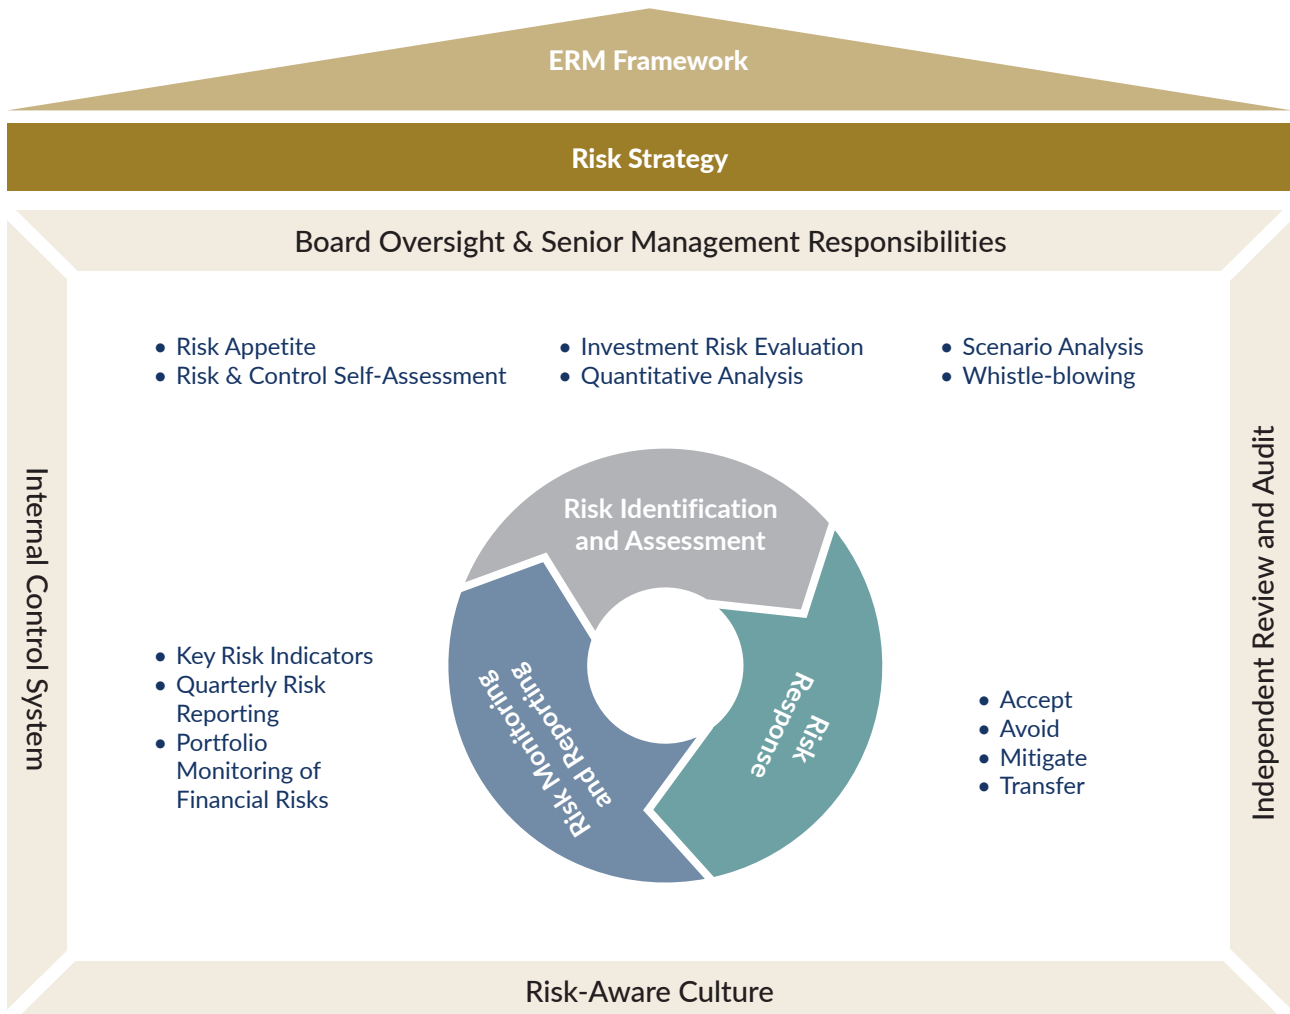 ERM Framework
Risk Strategy
Board Oversight & Senior Management Responsibilities
• Risk Appetite
• Risk & Control Self-Assessment
• Investment Risk Evaluation
• Quantitative Analysis
• Scenario Analysis
• Whistle-blowing
Internal Control System
Independent Review and Audit
Risk Identification
and Assessment
Risk
Response
Risk Monitoring
and Reporting
• Key Risk Indicators
• Quarterly Risk
Reporting
• Portfolio
Monitoring of
Financial Risks
• Accept
• Avoid
• Mitigate
• Transfer
Risk-Aware Culture